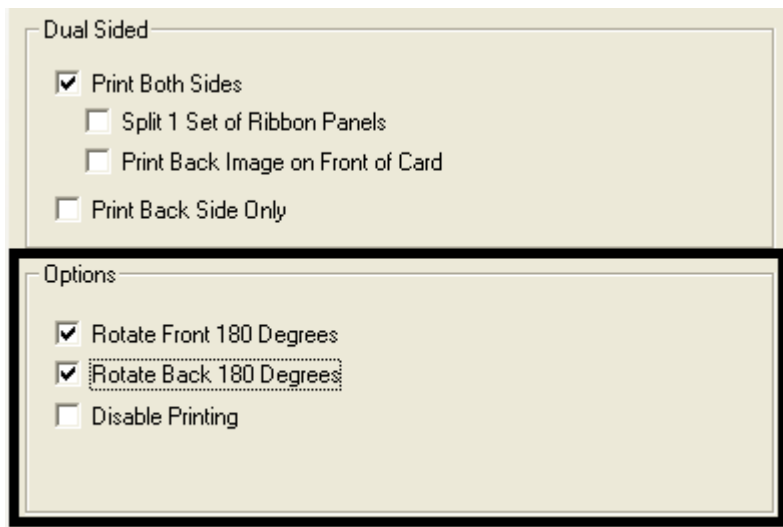 Dual Sided
Print Both Sides
Split 1 Set of Ribbon Panels
Print Back Image on Front of Card
Print Back Side Only
Options
Rotate Front 180 Degrees
Rotate Back 180 Degrees
Disable Printing